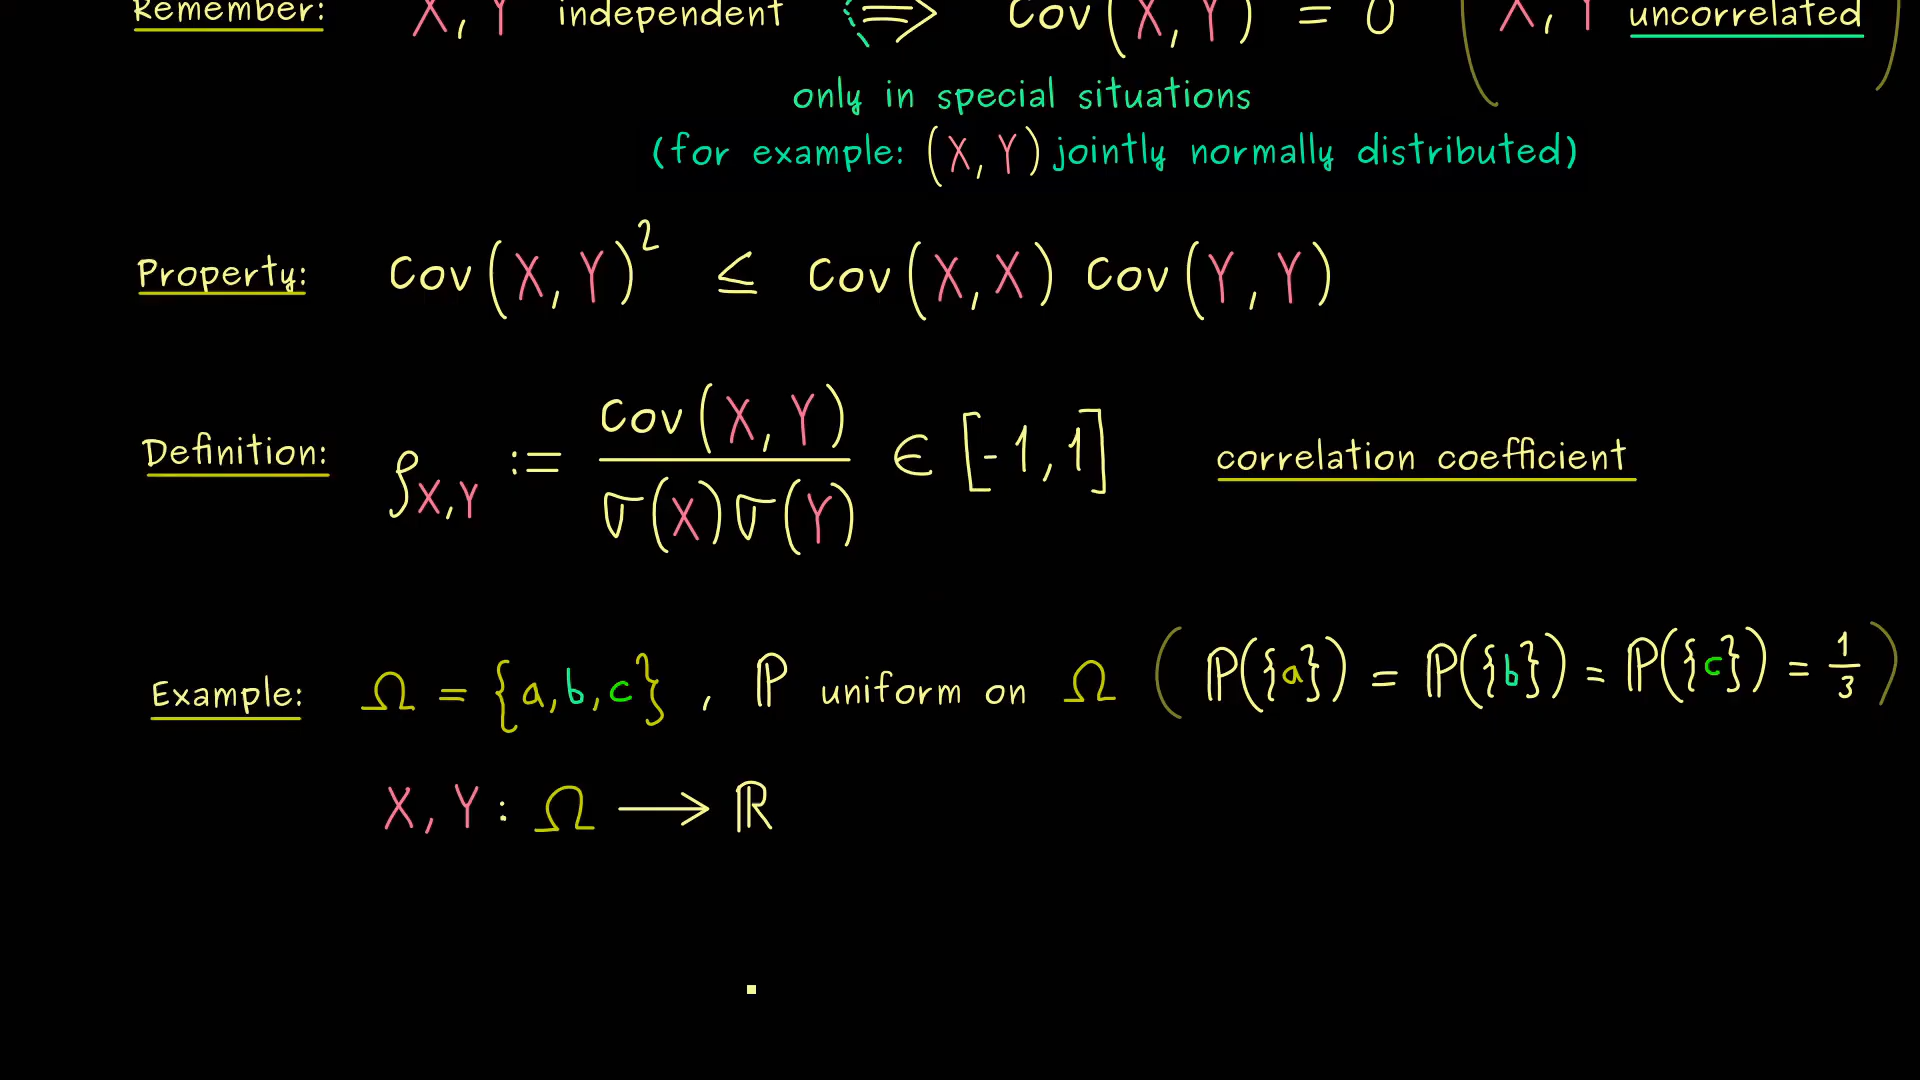 Remember: X, Y independent ⟹ Cov(X, Y) = 0 (X, Y uncorrelated)
only in special situations
(for example: (X, Y) jointly normally distributed)
Property: Cov(X, Y)² ≤ Cov(X, X) Cov(Y, Y)
Definition: ρ_{X,Y} := Cov(X, Y) / σ(X) σ(Y) ∈ [-1, 1] correlation coefficient
Example: Ω = {a, b, c} , ℙ uniform on Ω ( ℙ({a}) = ℙ({b}) = ℙ({c}) = 1/3 )
X, Y : Ω ⟶ ℝ